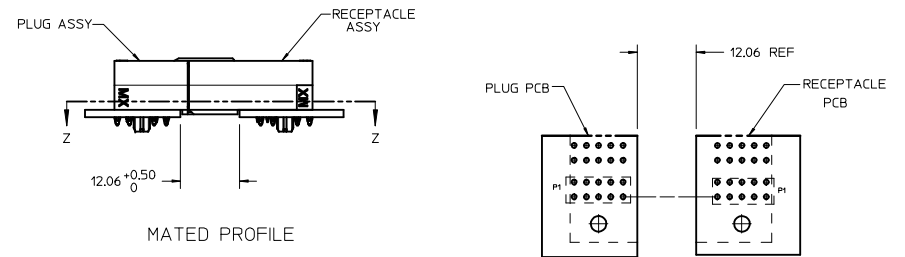 PLUG ASSY
RECEPTACLE
ASSY
MX
Z
Z
12.06 +0.50
0
MATED PROFILE
12.06 REF
PLUG PCB
RECEPTACLE
PCB
P1
P1